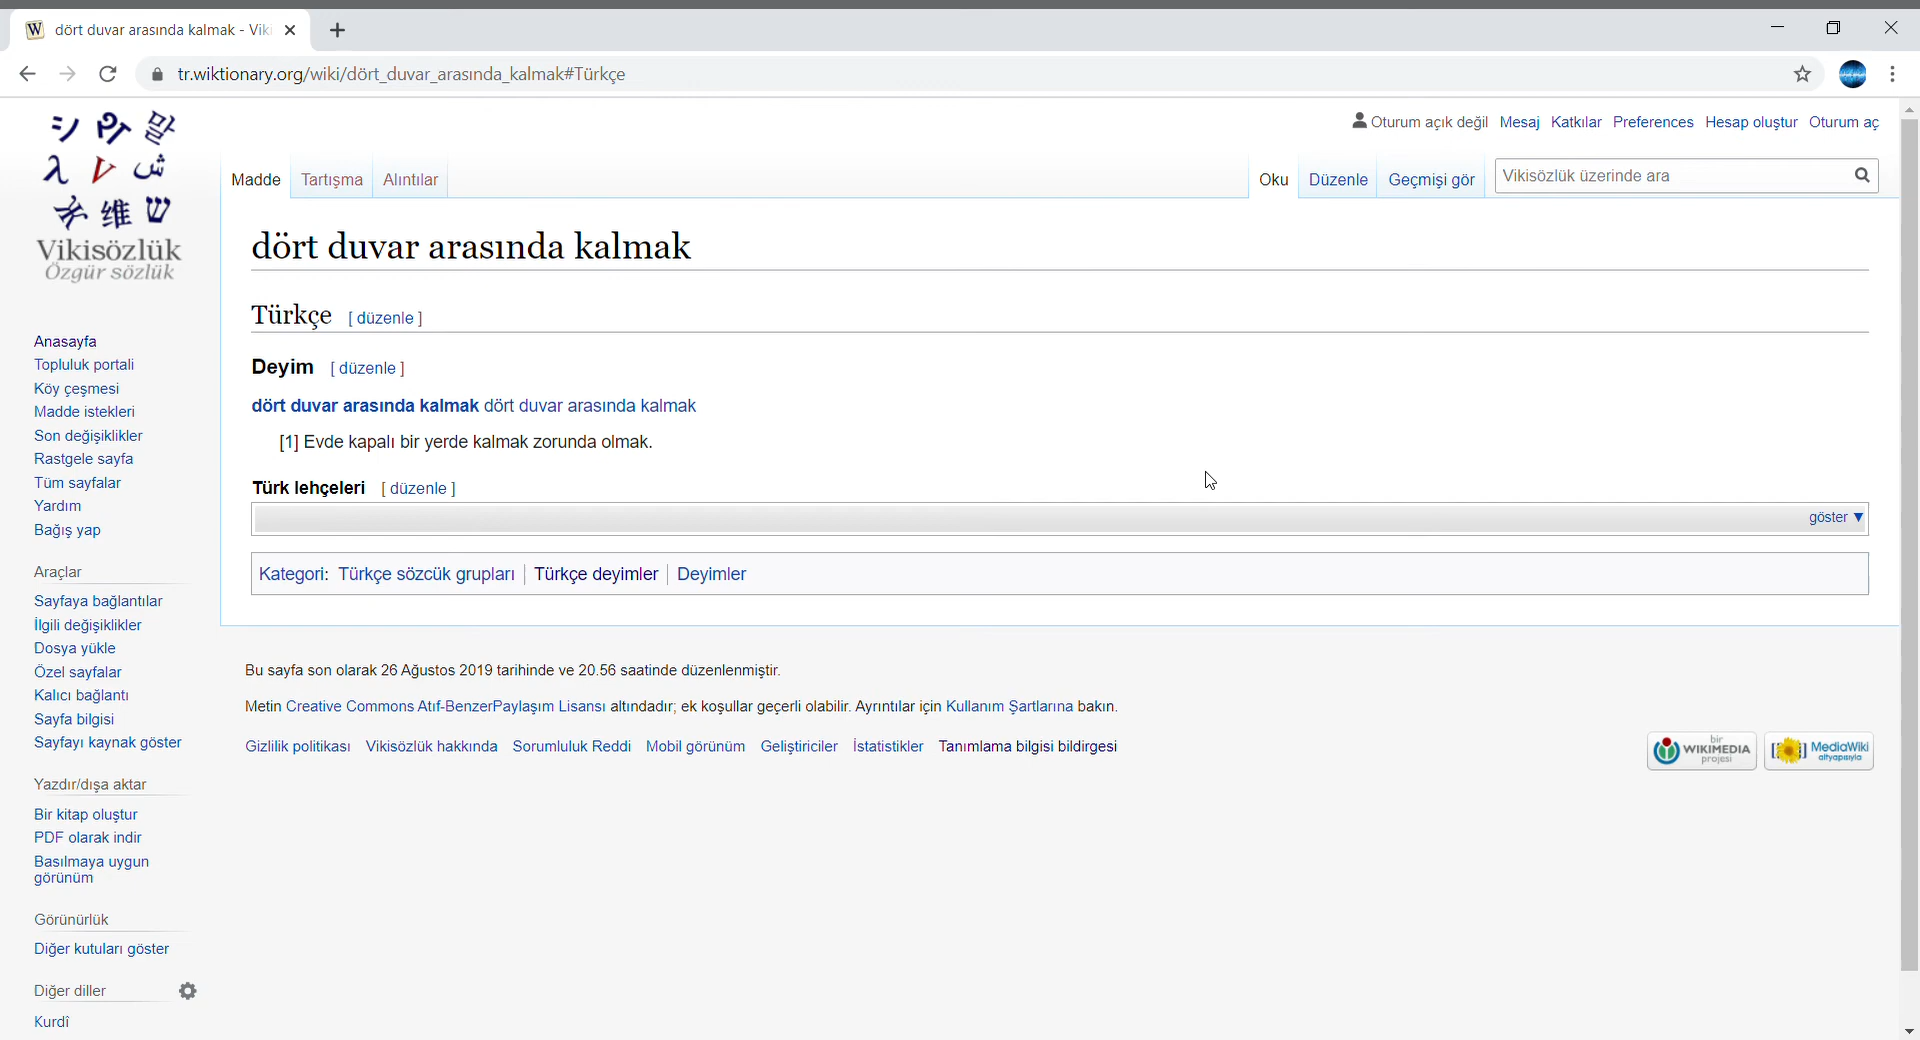 dört duvar arasında kalmak - Vik
tr.wiktionary.org/wiki/dört_duvar_arasında_kalmak#Türkçe
Oturum açık değil Mesaj Katkılar Preferences Hesap oluştur Oturum aç
Madde Tartışma Alıntılar Oku Düzenle Geçmişi gör Vikisözlük üzerinde ara
Vikisözlük
Özgür sözlük
dört duvar arasında kalmak
Türkçe [ düzenle ]
Deyim [ düzenle ]
dört duvar arasında kalmak dört duvar arasında kalmak
[1] Evde kapalı bir yerde kalmak zorunda olmak.
Türk lehçeleri [ düzenle ]
göster ▼
Kategori: Türkçe sözcük grupları | Türkçe deyimler | Deyimler
Bu sayfa son olarak 26 Ağustos 2019 tarihinde ve 20.56 saatinde düzenlenmiştir.
Metin Creative Commons Atıf-BenzerPaylaşım Lisansı altındadır; ek koşullar geçerli olabilir. Ayrıntılar için Kullanım Şartlarına bakın.
Gizlilik politikası Vikisözlük hakkında Sorumluluk Reddi Mobil görünüm Geliştiriciler İstatistikler Tanımlama bilgisi bildirgesi
bir
WIKIMEDIA
projesi
MediaWiki
altyapısıyla
Anasayfa
Topluluk portali
Köy çeşmesi
Madde istekleri
Son değişiklikler
Rastgele sayfa
Tüm sayfalar
Yardım
Bağış yap
Araçlar
Sayfaya bağlantılar
İlgili değişiklikler
Dosya yükle
Özel sayfalar
Kalıcı bağlantı
Sayfa bilgisi
Sayfayı kaynak göster
Yazdır/dışa aktar
Bir kitap oluştur
PDF olarak indir
Basılmaya uygun
görünüm
Görünürlük
Diğer kutuları göster
Diğer diller
Kurdî